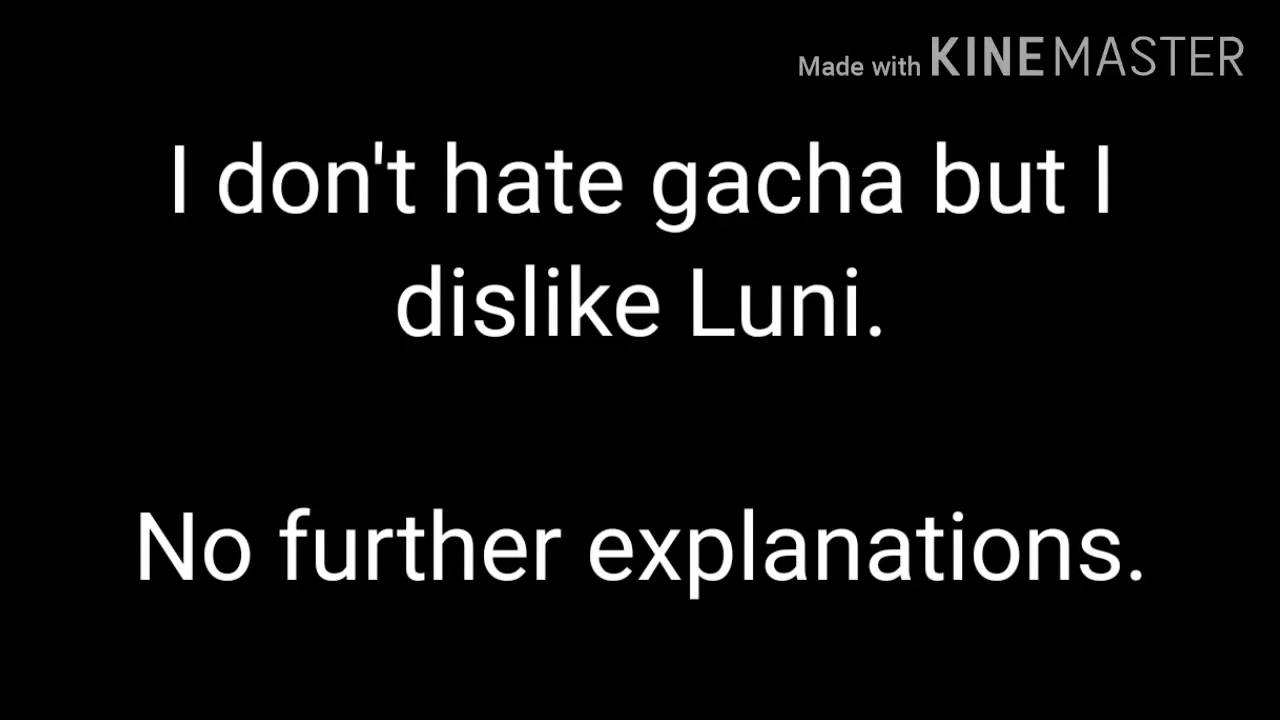 Made with KINEMASTER
I don't hate gacha but I
dislike Luni.
No further explanations.